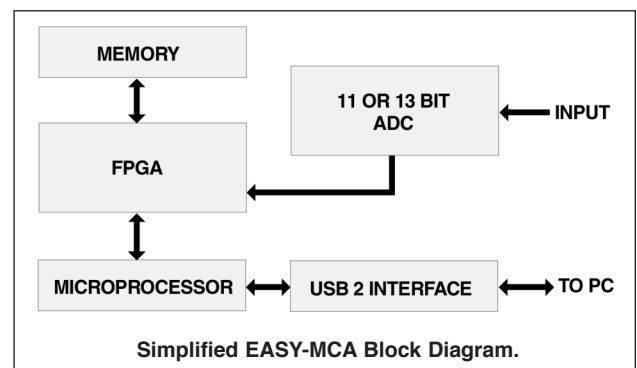 MEMORY
11 OR 13 BIT
ADC
INPUT
FPGA
MICROPROCESSOR
USB 2 INTERFACE
TO PC
Simplified EASY-MCA Block Diagram.